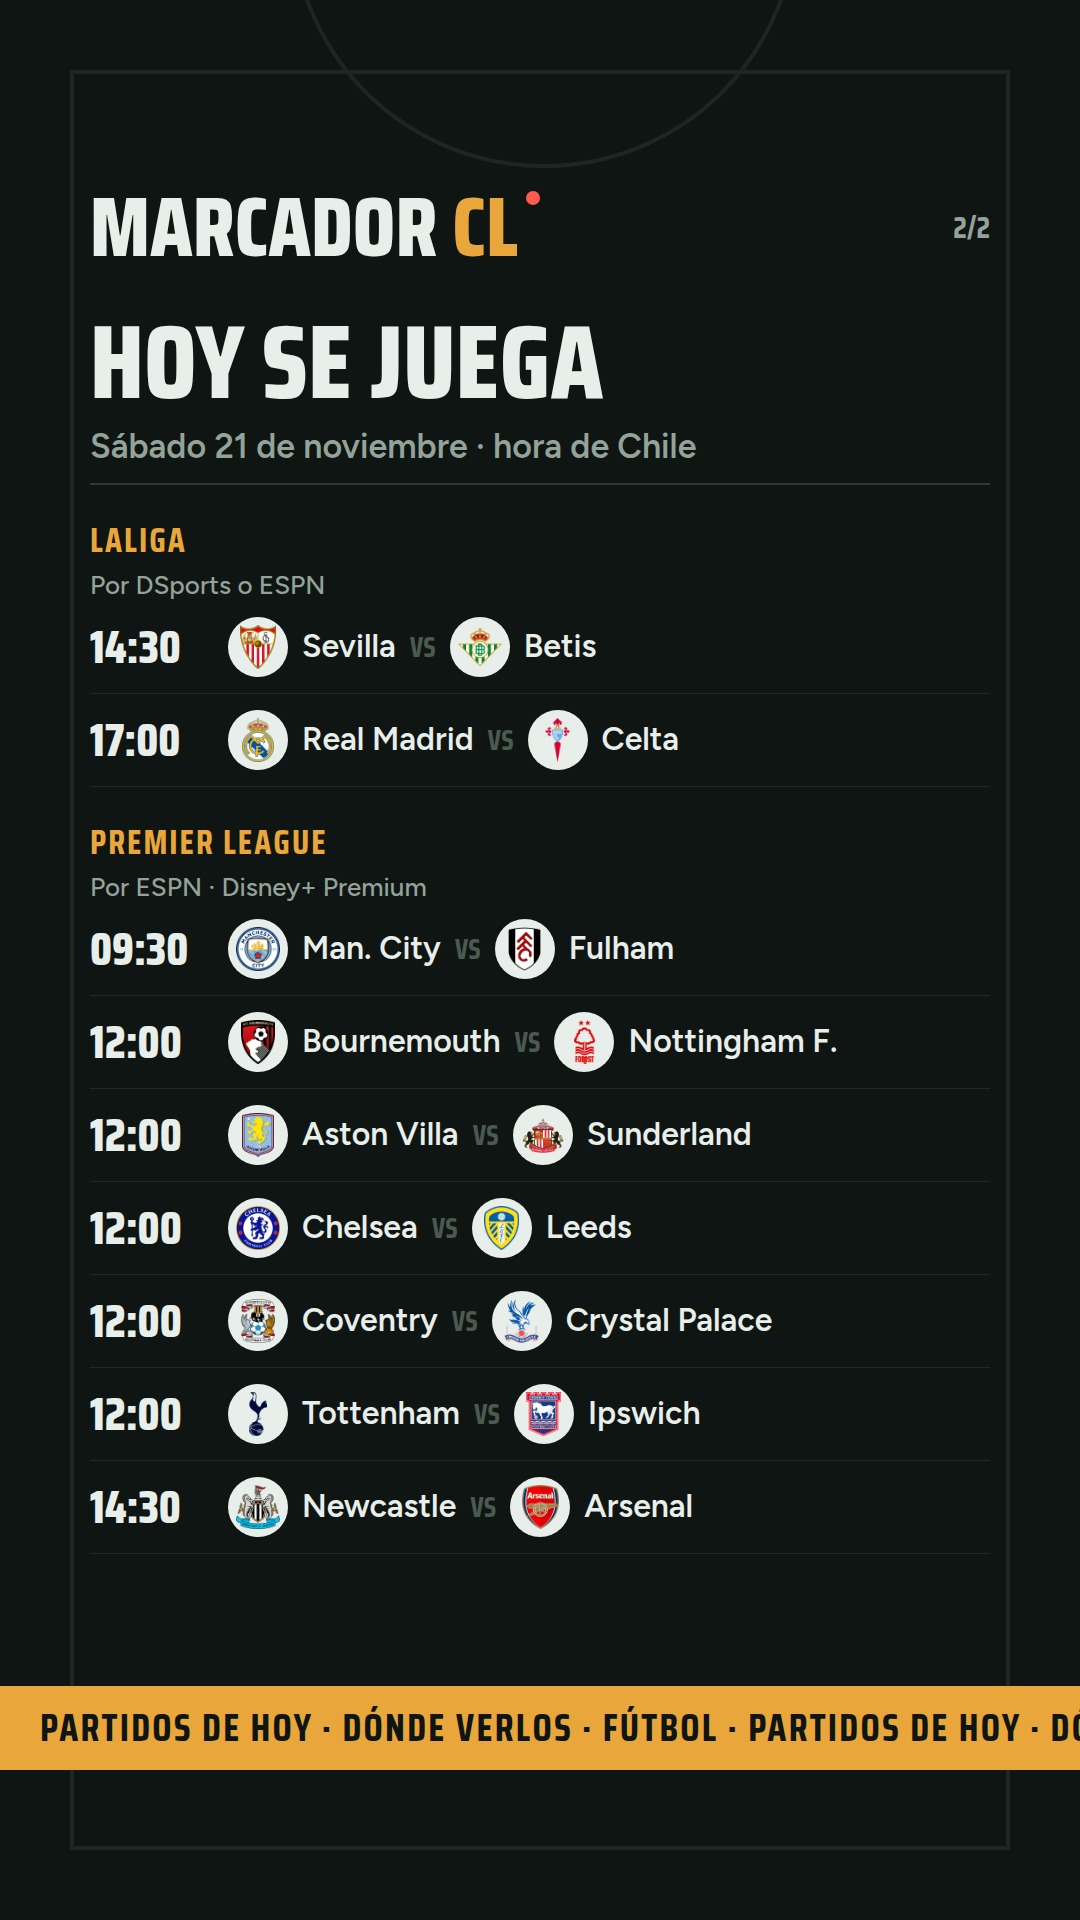 MARCADOR CL
2/2
HOY SE JUEGA
Sábado 21 de noviembre · hora de Chile
LALIGA
Por DSports o ESPN
14:30 Sevilla VS Betis
17:00 Real Madrid VS Celta
PREMIER LEAGUE
Por ESPN · Disney+ Premium
09:30 Man. City VS Fulham
12:00 Bournemouth VS Nottingham F.
12:00 Aston Villa VS Sunderland
12:00 Chelsea VS Leeds
12:00 Coventry VS Crystal Palace
12:00 Tottenham VS Ipswich
14:30 Newcastle VS Arsenal
PARTIDOS DE HOY · DÓNDE VERLOS · FÚTBOL · PARTIDOS DE HOY · DÓ